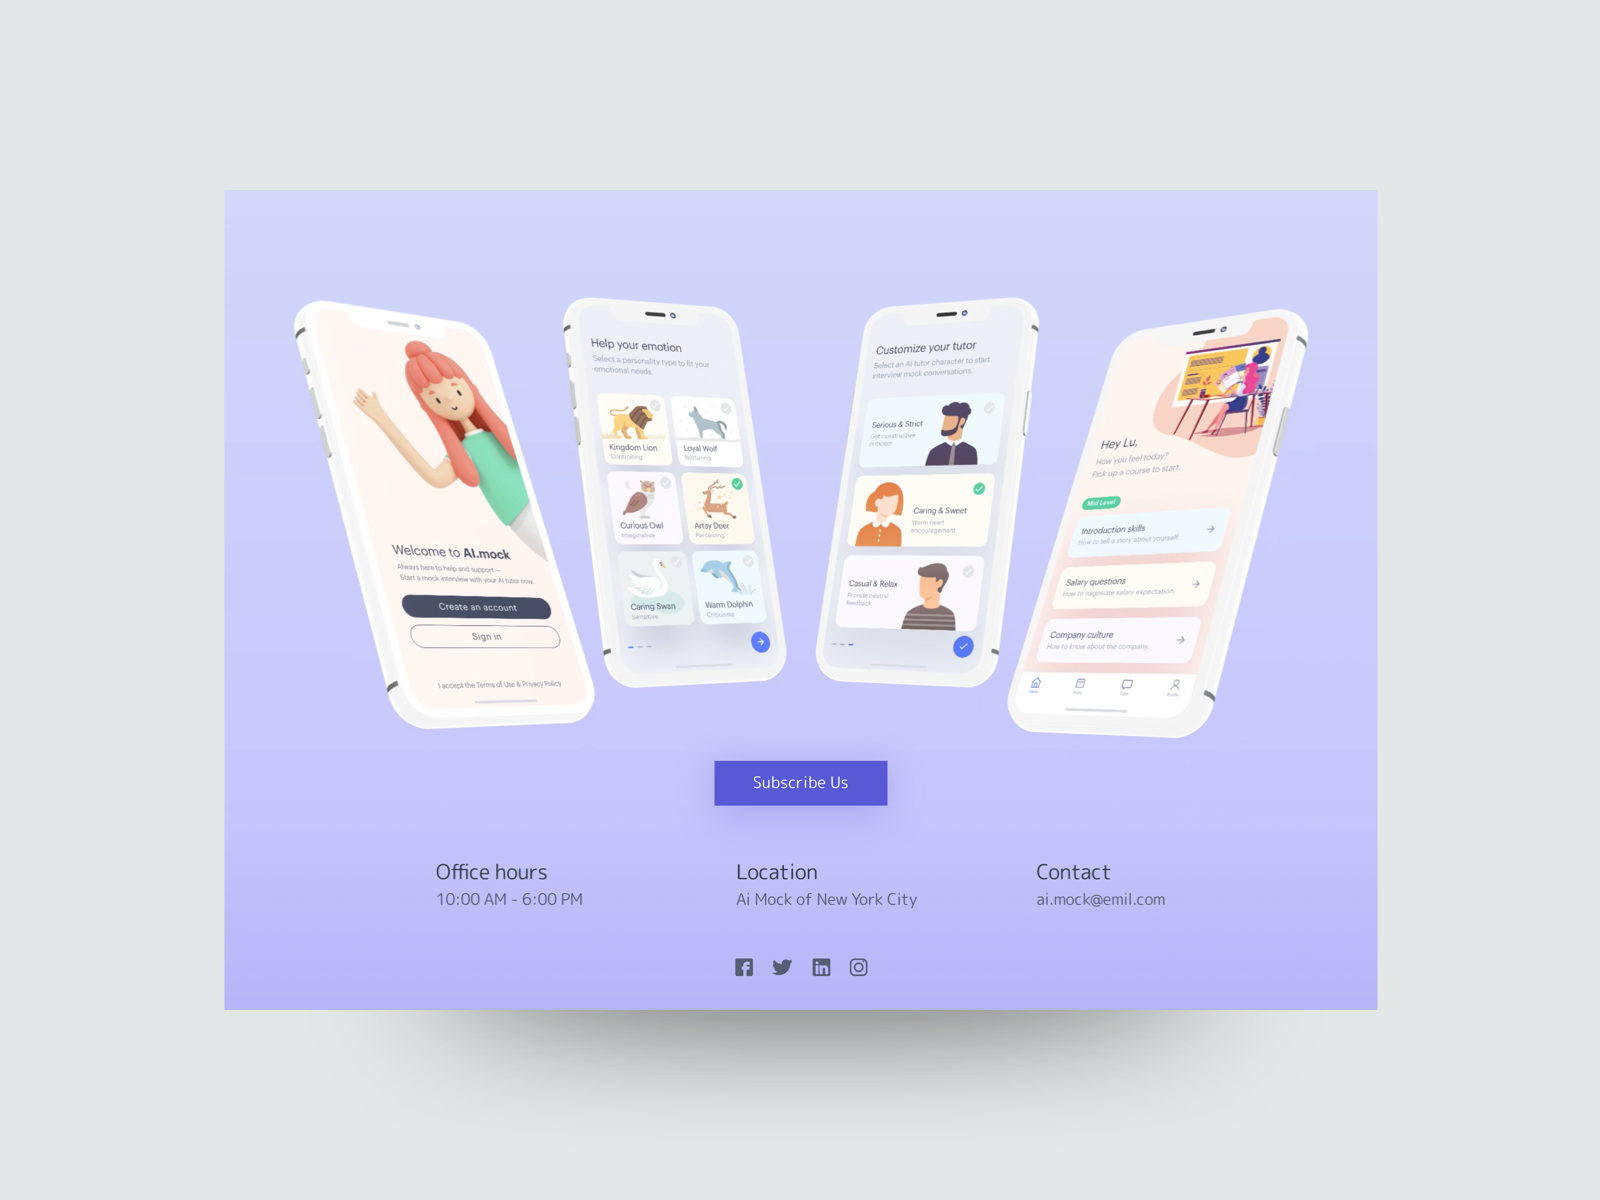 Welcome to AI.mock
Always here to help and support —
Start a mock interview with your AI tutor now.
Create an account
Sign in
I accept the Terms of Use & Privacy Policy
Help your emotion
Select a personality type to fit your
emotional needs.
Kingdom Lion
Controlling
Loyal Wolf
Nurturing
Curious Owl
Imaginative
Artsy Deer
Perceiving
Caring Swan
Sensitive
Warm Dolphin
Criticisms
Customize your tutor
Select an AI tutor character to start
interview mock conversations.
Serious & Strict
Get constructive
criticism
Caring & Sweet
Warm heart
encouragement
Casual & Relax
Provide neutral
feedback
Hey Lu,
How you feel today?
Pick up a course to start.
Mid Level
Introduction skills
How to tell a story about yourself.
Salary questions
How to nagosiate salary expectation.
Company culture
How to know about the company.
Home
Profile
Subscribe Us
Office hours
10:00 AM - 6:00 PM
Location
Ai Mock of New York City
Contact
ai.mock@emil.com